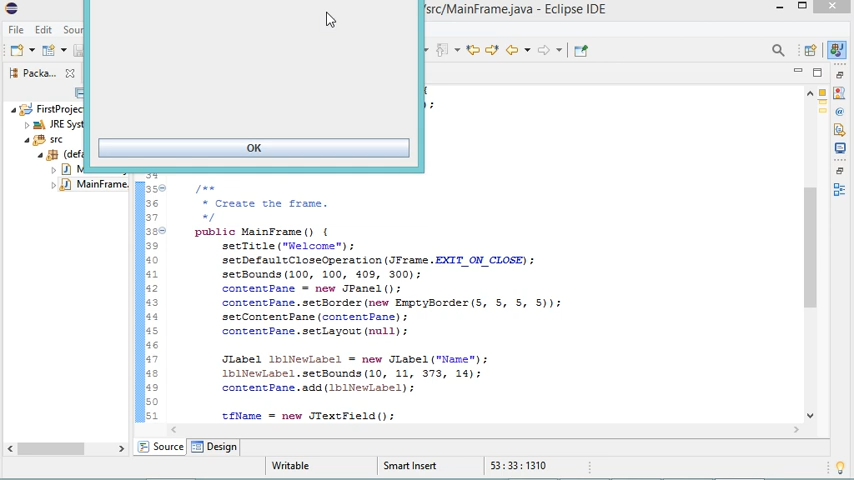 /src/MainFrame.java - Eclipse IDE
File Edit Sour
Packa...
OK
FirstProjec
JRE Syst
src
(defa
MainFrame.
{
);
34
35 /**
36 * Create the frame.
37 */
38 public MainFrame() {
39 setTitle("Welcome");
40 setDefaultCloseOperation(JFrame.EXIT_ON_CLOSE);
41 setBounds(100, 100, 409, 300);
42 contentPane = new JPanel();
43 contentPane.setBorder(new EmptyBorder(5, 5, 5, 5));
44 setContentPane(contentPane);
45 contentPane.setLayout(null);
46
47 JLabel lblNewLabel = new JLabel("Name");
48 lblNewLabel.setBounds(10, 11, 373, 14);
49 contentPane.add(lblNewLabel);
50
51 tfName = new JTextField();
Source Design
Writable Smart Insert 53 : 33 : 1310